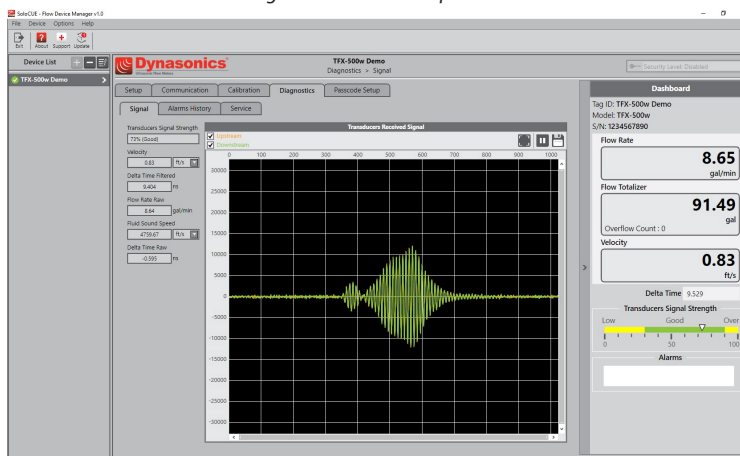 SoloCUE - Flow Device Manager v1.0
File Device Options Help
Exit About Support Update
Device List
TFX-500w Demo
Dynasonics
Ultrasonic Flow Meters
TFX-500w Demo
Diagnostics > Signal
Security Level: Disabled
Setup Communication Calibration Diagnostics Passcode Setup
Signal Alarms History Service
Transducers Signal Strength
73% (Good)
Velocity
0.83 ft/s
Delta Time Filtered
9.404 ns
Flow Rate Raw
8.64 gal/min
Fluid Sound Speed
4759.67 ft/s
Delta Time Raw
-0.595 ns
Transducers Received Signal
Upstream
Downstream
0 100 200 300 400 500 600 700 800 900 1000
30000
25000
20000
15000
10000
5000
0
-5000
-10000
-15000
-20000
-25000
-30000
Dashboard
Tag ID: TFX-500w Demo
Model: TFX-500w
S/N: 1234567890
Flow Rate
8.65
gal/min
Flow Totalizer
91.49
gal
Overflow Count : 0
Velocity
0.83
ft/s
Delta Time 9.529
Transducers Signal Strength
Low Good Over
0 50 100
Alarms